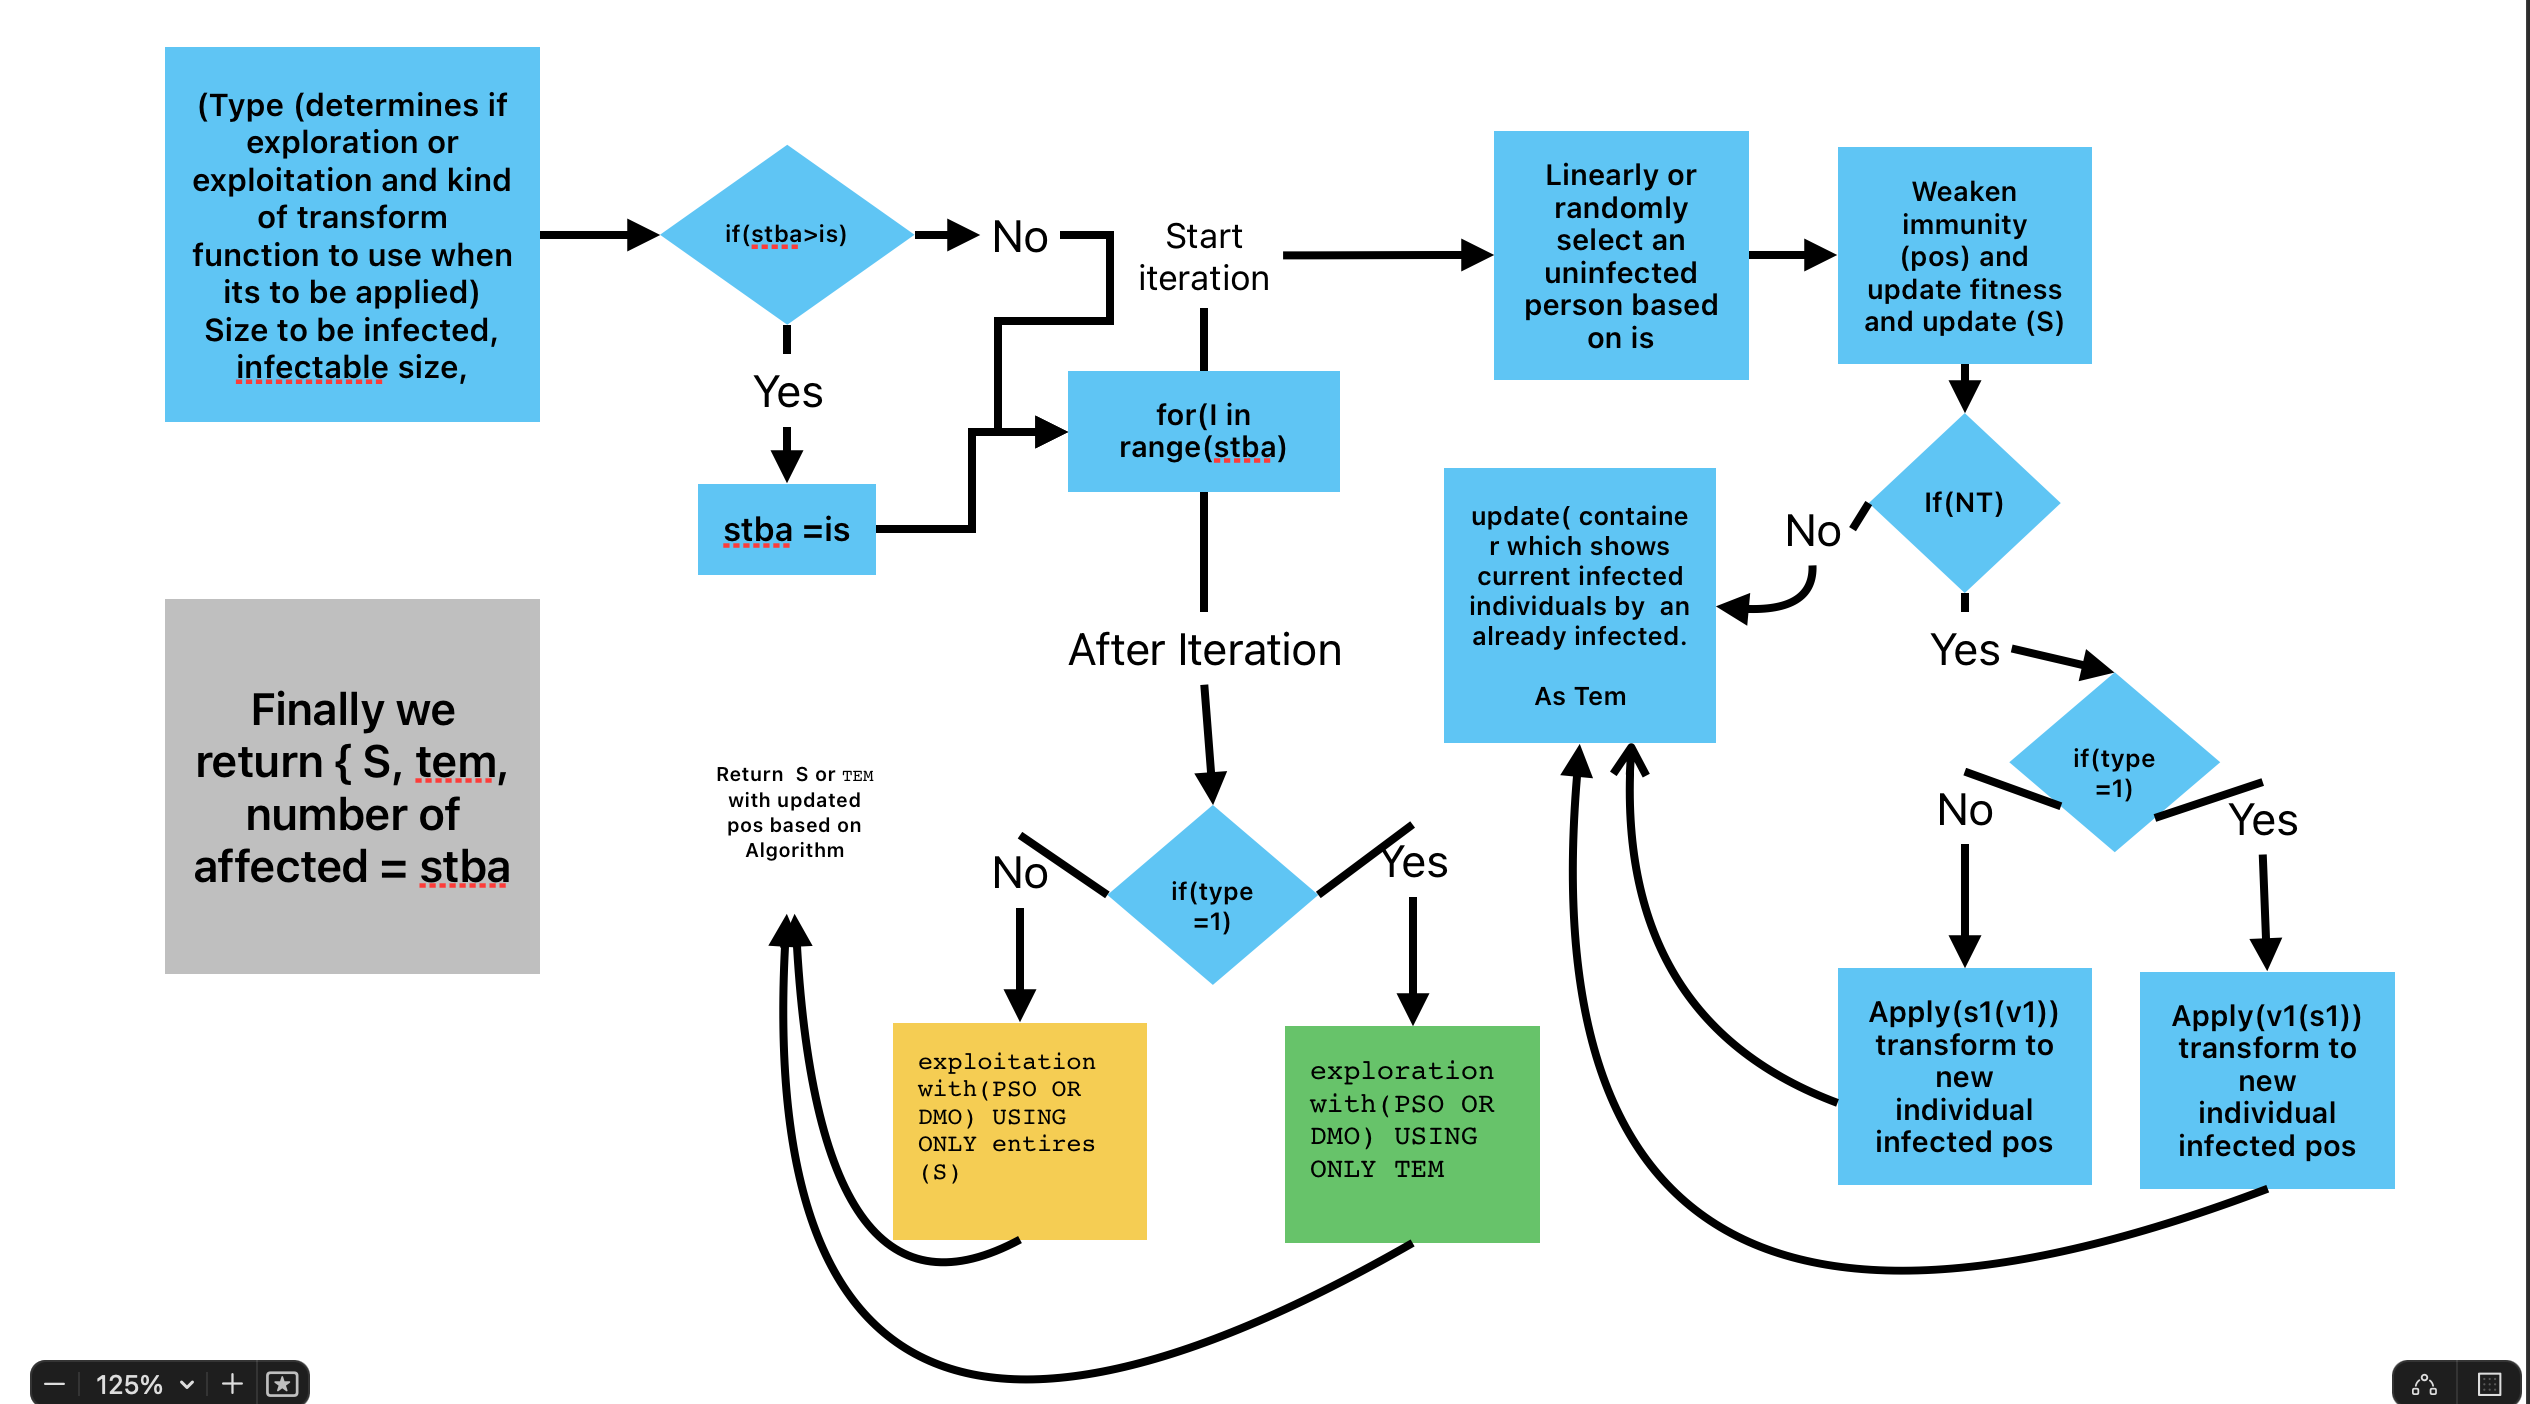 (Type (determines if
exploration or
exploitation and kind
of transform
function to use when
its to be applied)
Size to be infected,
infectable size,
if(stba>is)
No
Yes
stba =is
Start
iteration
for(I in
range(stba)
After Iteration
Linearly or
randomly
select an
uninfected
person based
on is
Weaken
immunity
(pos) and
update fitness
and update (S)
If(NT)
No
Yes
update( containe
r which shows
current infected
individuals by  an
already infected.
As Tem
if(type
=1)
No
Yes
Apply(s1(v1))
transform to
new
individual
infected pos
Apply(v1(s1))
transform to
new
individual
infected pos
if(type
=1)
No
Yes
exploitation
with(PSO OR
DMO) USING
ONLY entires
(S)
exploration
with(PSO OR
DMO) USING
ONLY TEM
Return  S or TEM
with updated
pos based on
Algorithm
Finally we
return { S, tem,
number of
affected = stba
125%